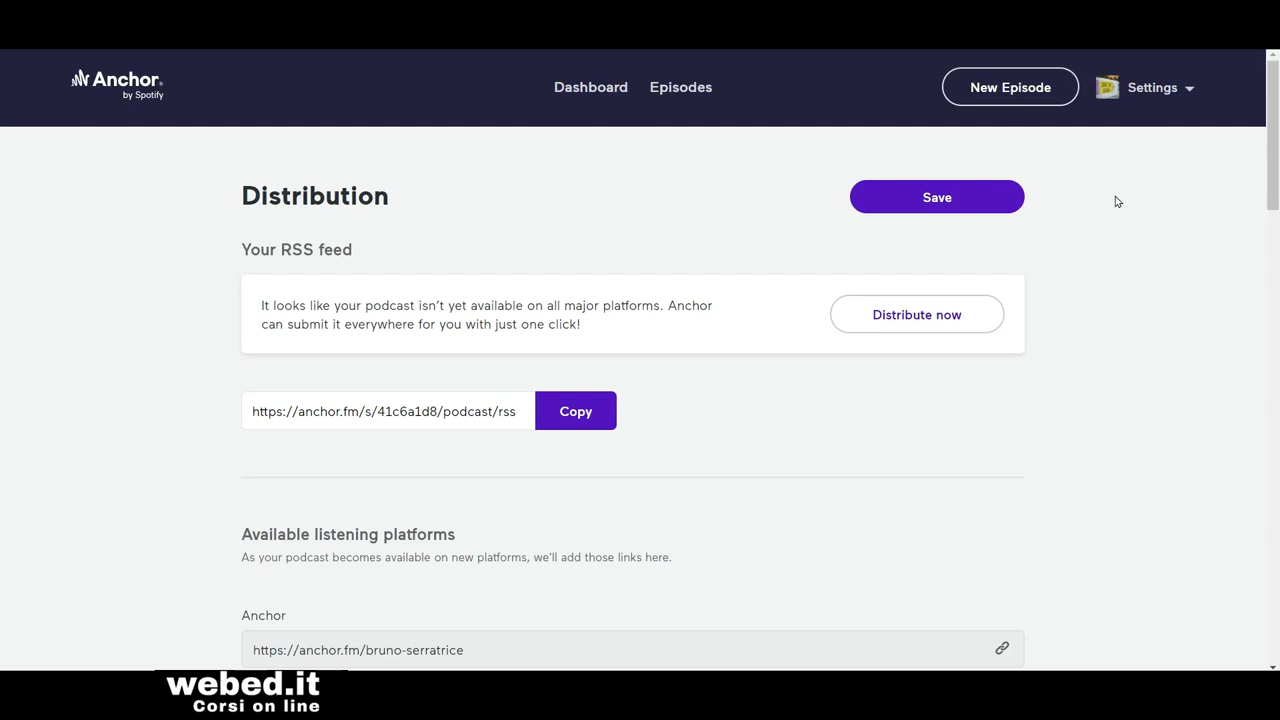 Anchor
by Spotify
Dashboard
Episodes
New Episode
Settings
Distribution
Save
Your RSS feed
It looks like your podcast isn’t yet available on all major platforms. Anchor
can submit it everywhere for you with just one click!
Distribute now
https://anchor.fm/s/41c6a1d8/podcast/rss
Copy
Available listening platforms
As your podcast becomes available on new platforms, we'll add those links here.
Anchor
https://anchor.fm/bruno-serratrice
webed.it
Corsi on line